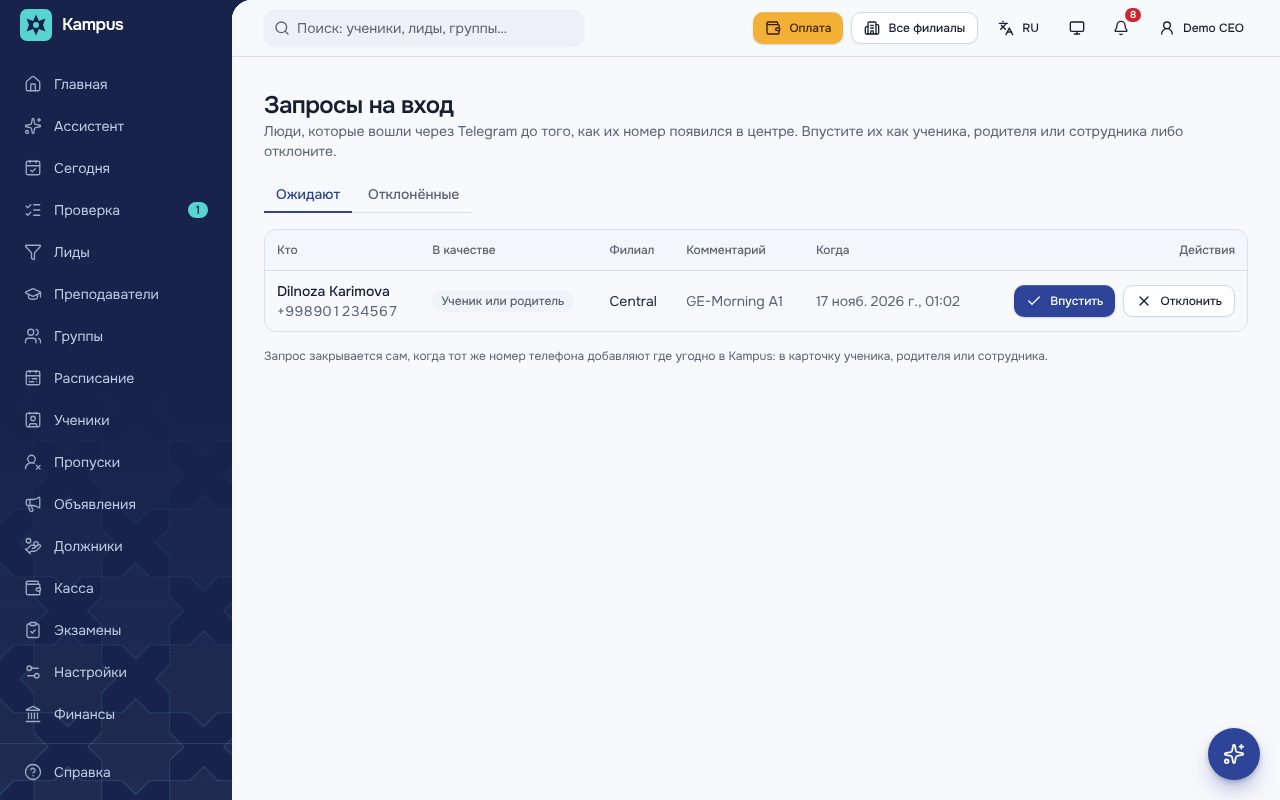 Kampus
Поиск: ученики, лиды, группы...
Оплата
Все филиалы
RU
8
Demo CEO
Главная
Ассистент
Сегодня
Проверка
1
Лиды
Преподаватели
Группы
Расписание
Ученики
Пропуски
Объявления
Должники
Касса
Экзамены
Настройки
Финансы
Справка
Запросы на вход
Люди, которые вошли через Telegram до того, как их номер появился в центре. Впустите их как ученика, родителя или сотрудника либо
отклоните.
Ожидают
Отклонённые
Кто
В качестве
Филиал
Комментарий
Когда
Действия
Dilnoza Karimova
+998901234567
Ученик или родитель
Central
GE-Morning A1
17 нояб. 2026 г., 01:02
Впустить
Отклонить
Запрос закрывается сам, когда тот же номер телефона добавляют где угодно в Kampus: в карточку ученика, родителя или сотрудника.